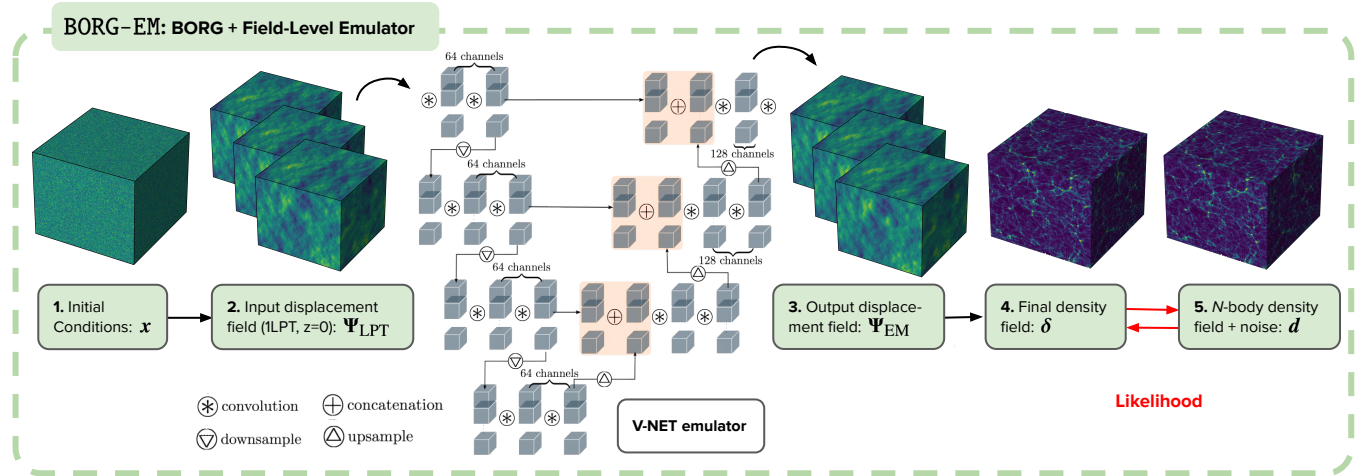 BORG-EM: BORG + Field-Level Emulator
64 channels
128 channels
64 channels
128 channels
64 channels
1. Initial
Conditions: x
2. Input displacement
field (1LPT, z=0): Ψ_LPT
3. Output displace-
ment field: Ψ_EM
4. Final density
field: δ
5. N-body density
field + noise: d
64 channels
convolution
concatenation
downsample
upsample
V-NET emulator
Likelihood